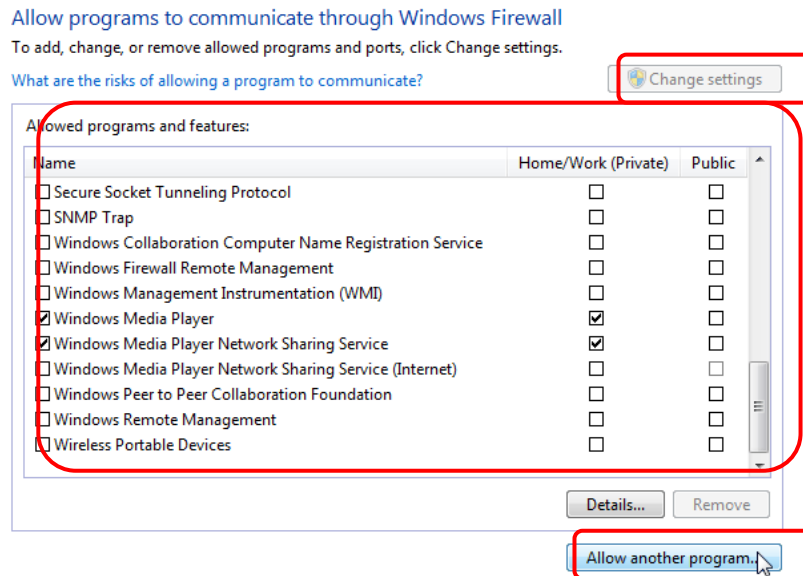 Allow programs to communicate through Windows Firewall
To add, change, or remove allowed programs and ports, click Change settings.
What are the risks of allowing a program to communicate?
Change settings
Allowed programs and features:
Name Home/Work (Private) Public
Secure Socket Tunneling Protocol
SNMP Trap
Windows Collaboration Computer Name Registration Service
Windows Firewall Remote Management
Windows Management Instrumentation (WMI)
Windows Media Player
Windows Media Player Network Sharing Service
Windows Media Player Network Sharing Service (Internet)
Windows Peer to Peer Collaboration Foundation
Windows Remote Management
Wireless Portable Devices
Details... Remove
Allow another program...